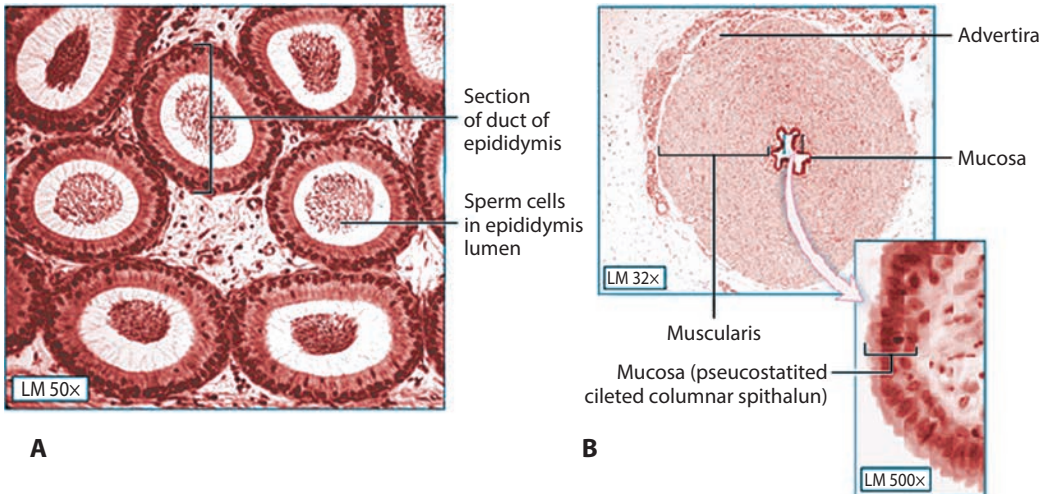 Section
of duct of
epididymis
Sperm cells
in epididymis
lumen
LM 50×
A
Advertira
Mucosa
LM 32×
Muscularis
Mucosa (pseucostatited
cileted columnar spithalun)
LM 500×
B